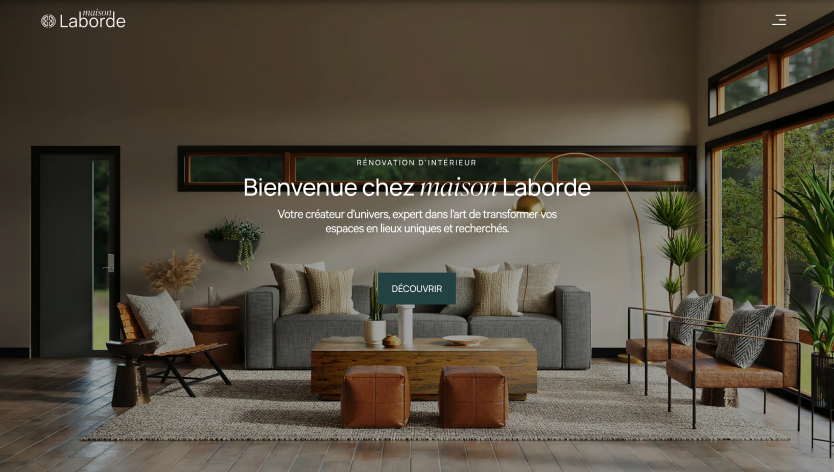 maison
Laborde
RÉNOVATION D'INTÉRIEUR
Bienvenue chez maison Laborde
Votre créateur d'univers, expert dans l'art de transformer vos
espaces en lieux uniques et recherchés.
DÉCOUVRIR